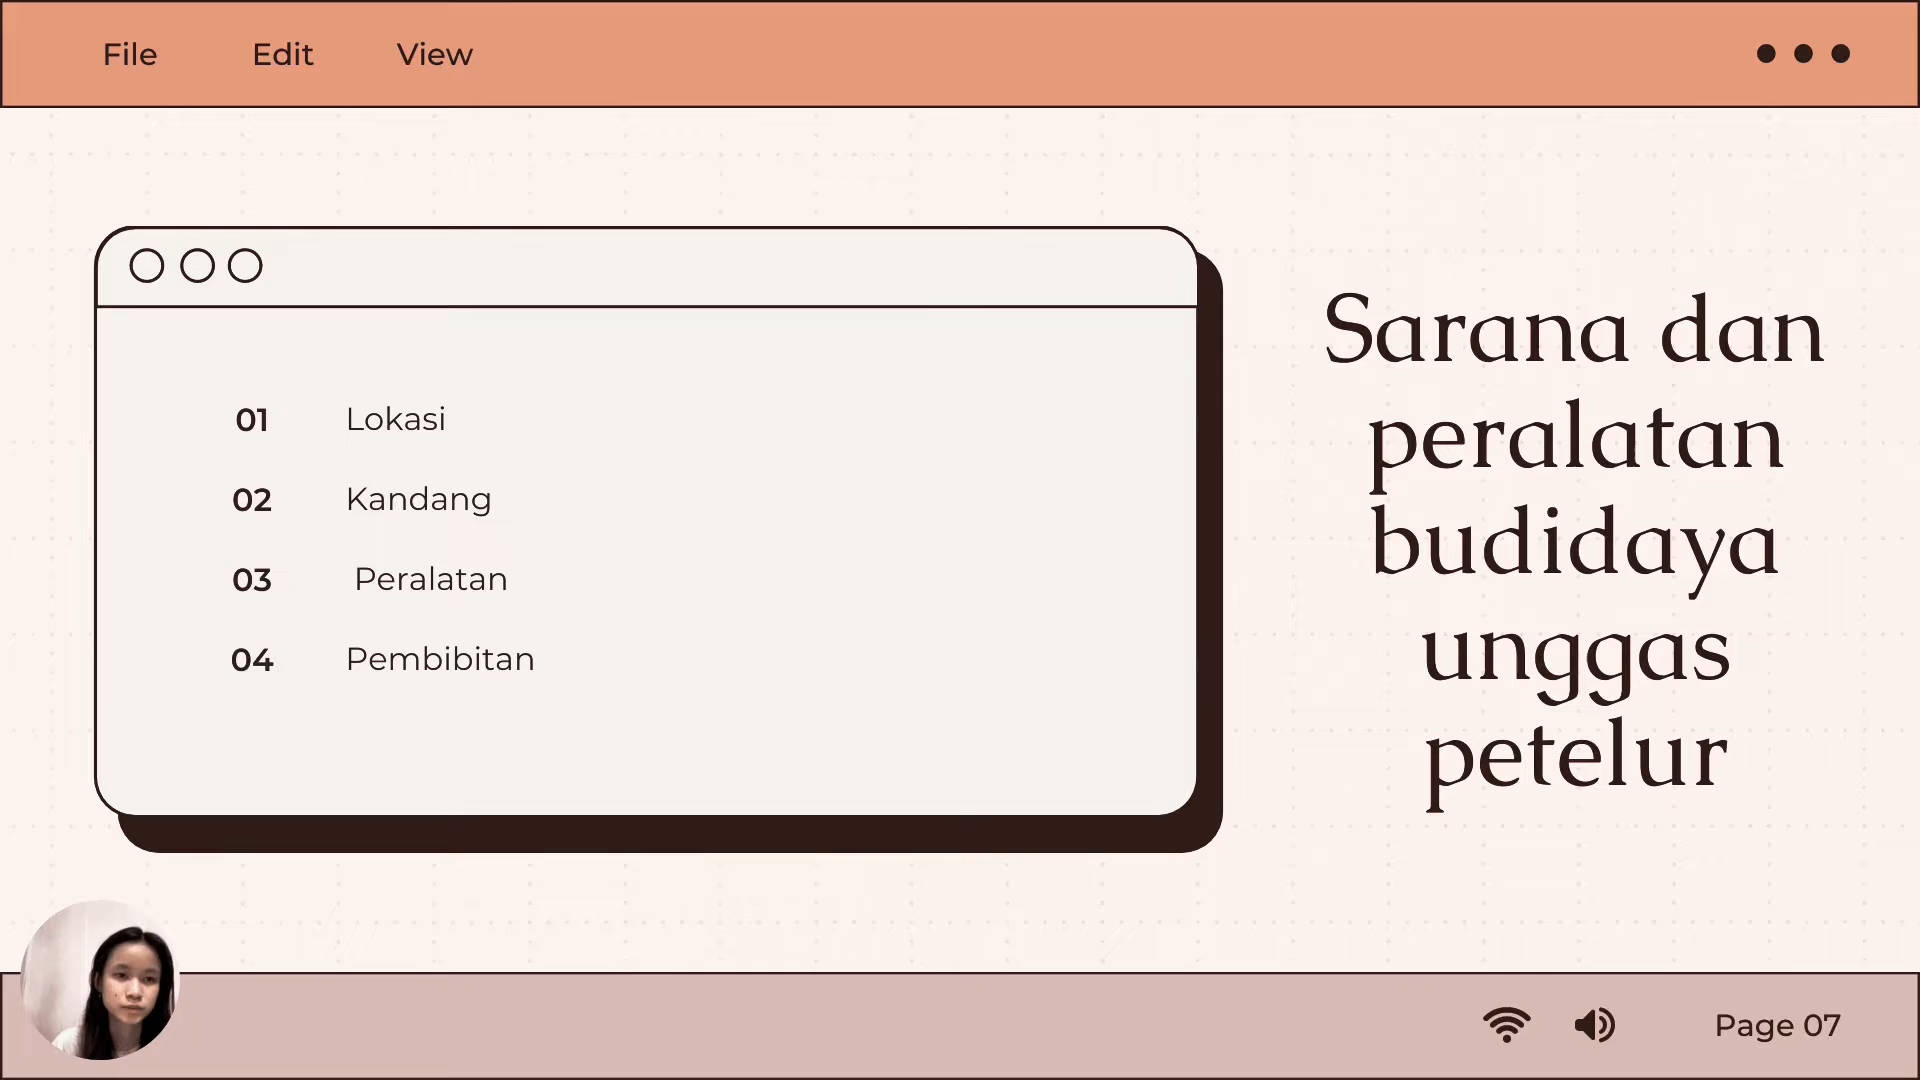 File Edit View
01 Lokasi
02 Kandang
03 Peralatan
04 Pembibitan
Sarana dan
peralatan
budidaya
unggas
petelur
Page 07